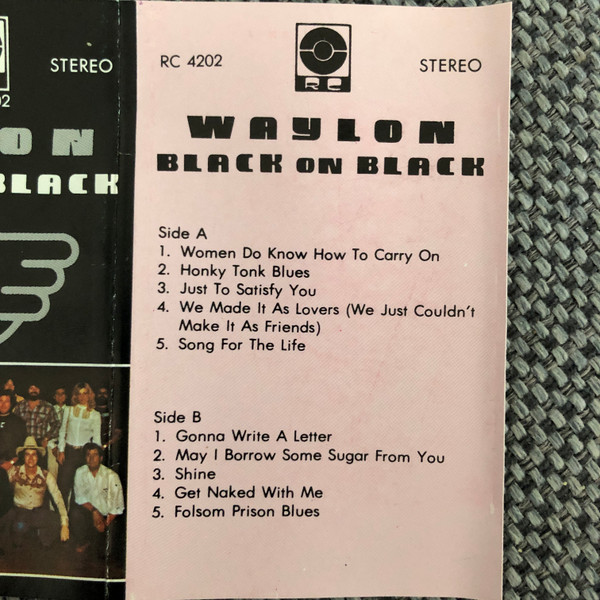 STEREO
02
ON
BLACK
RC 4202
RC
STEREO
WAYLON
BLACK ON BLACK
Side A
1. Women Do Know How To Carry On
2. Honky Tonk Blues
3. Just To Satisfy You
4. We Made It As Lovers (We Just Couldn't
Make It As Friends)
5. Song For The Life
Side B
1. Gonna Write A Letter
2. May I Borrow Some Sugar From You
3. Shine
4. Get Naked With Me
5. Folsom Prison Blues